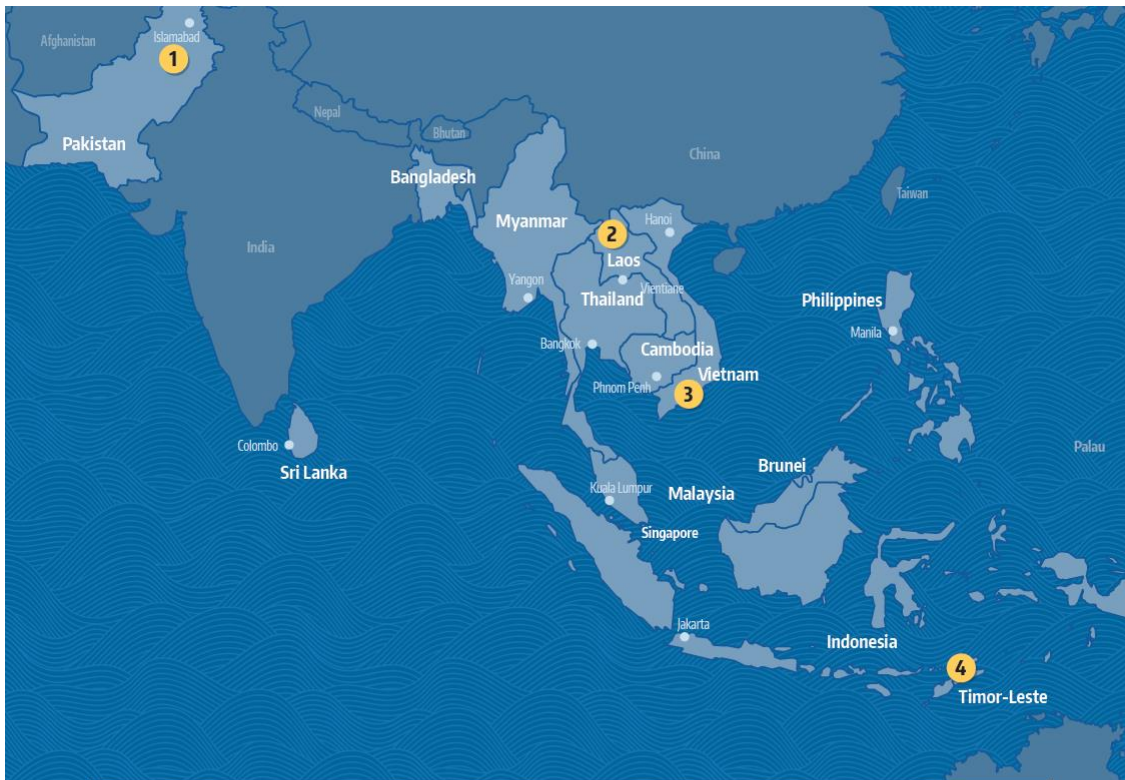 Islamabad
Afghanistan
1
Pakistan
Nepal
Bhutan
China
Bangladesh
Taiwan
Myanmar
Hanoi
2
India
Laos
Yangon
Vientiane
Thailand
Philippines
Manila
Bangkok
Cambodia
Vietnam
Phnom Penh
3
Colombo
Sri Lanka
Palau
Brunei
Kuala Lumpur
Malaysia
Singapore
Jakarta
Indonesia
4
Timor-Leste